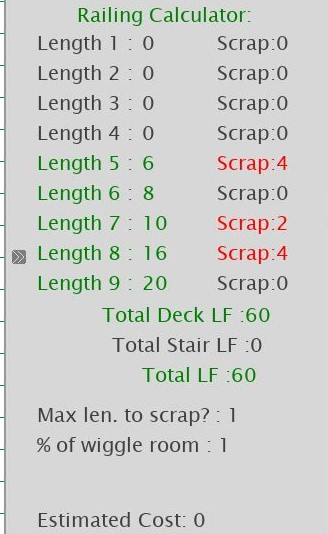 Railing Calculator:
Length 1 : 0 Scrap:0
Length 2 : 0 Scrap:0
Length 3 : 0 Scrap:0
Length 4 : 0 Scrap:0
Length 5 : 6 Scrap:4
Length 6 : 8 Scrap:0
Length 7 : 10 Scrap:2
Length 8 : 16 Scrap:4
Length 9 : 20 Scrap:0
Total Deck LF :60
Total Stair LF :0
Total LF :60
Max len. to scrap? : 1
% of wiggle room : 1
Estimated Cost: 0